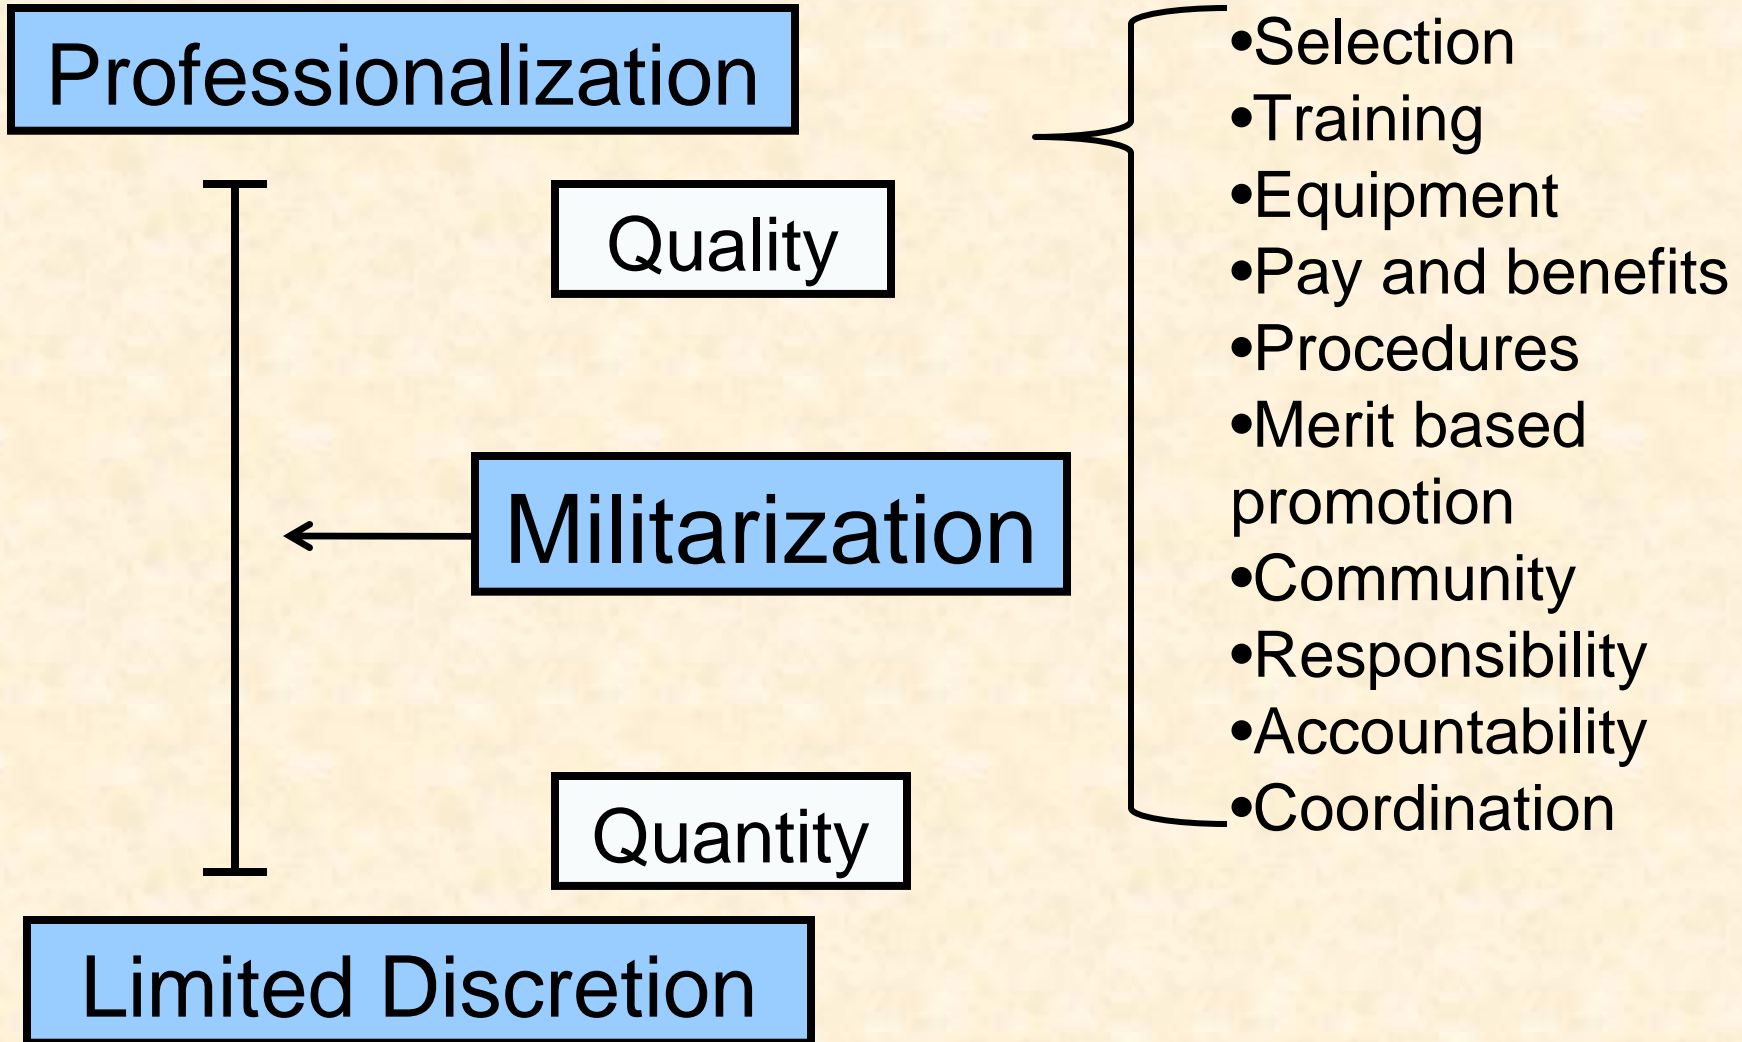 Professionalization
Quality
Militarization
Quantity
Limited Discretion
•Selection
•Training
•Equipment
•Pay and benefits
•Procedures
•Merit based
promotion
•Community
•Responsibility
•Accountability
•Coordination